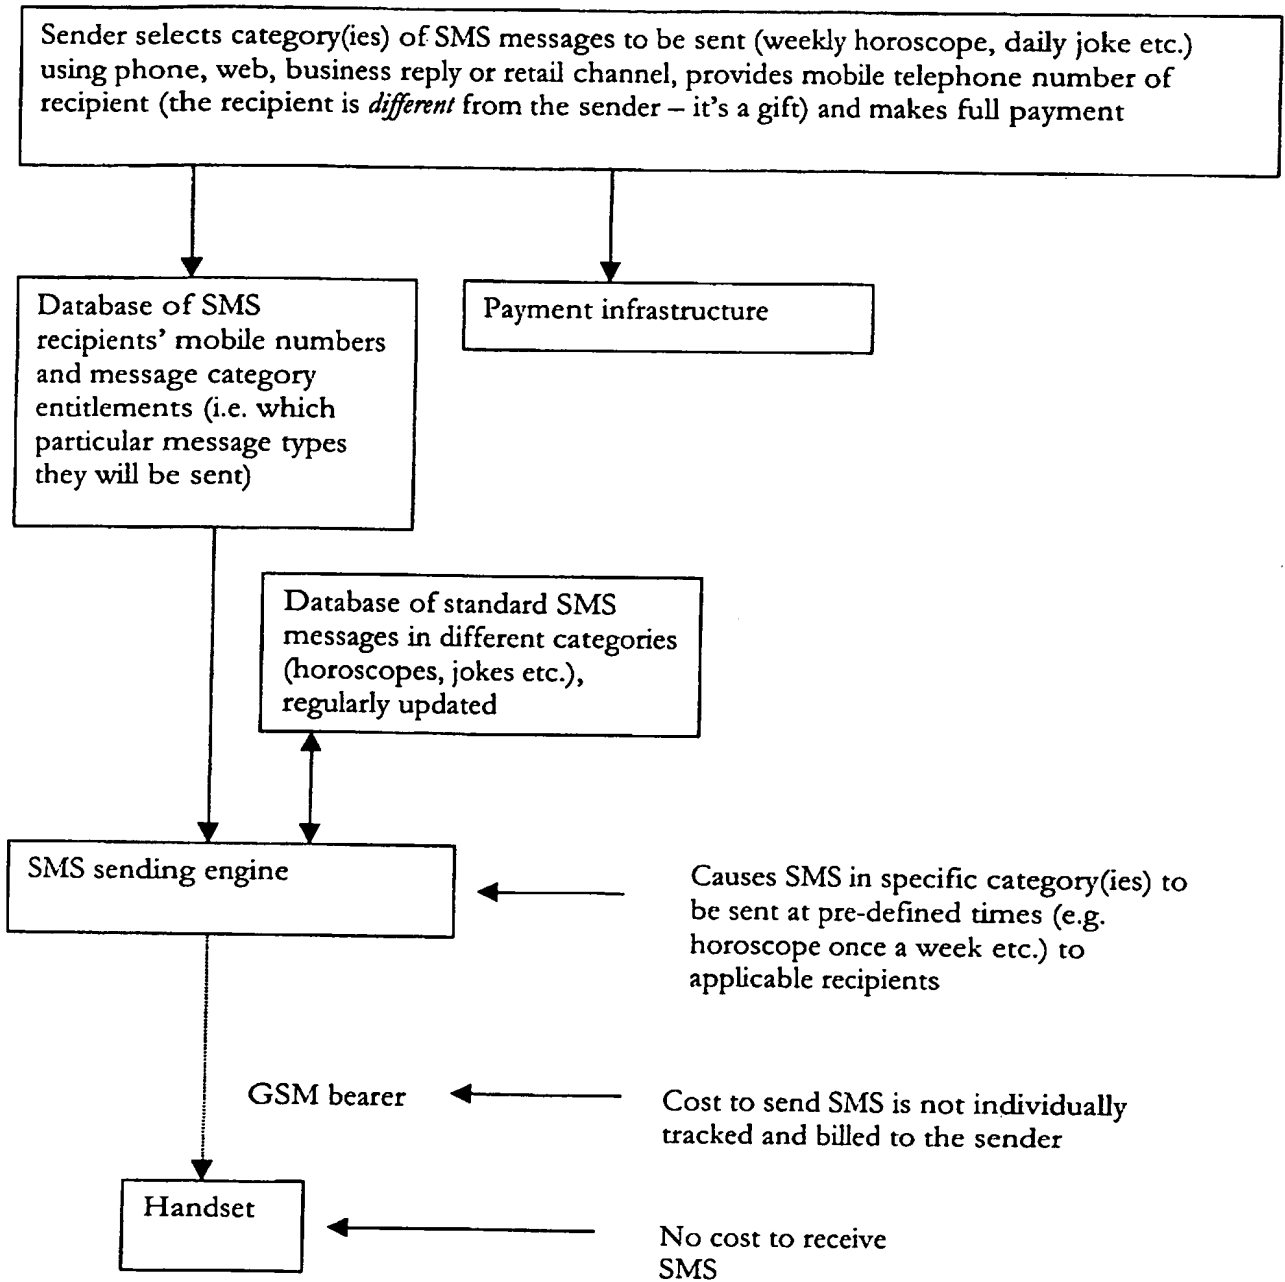 Sender selects category(ies) of SMS messages to be sent (weekly horoscope, daily joke etc.)
using phone, web, business reply or retail channel, provides mobile telephone number of
recipient (the recipient is different from the sender – it's a gift) and makes full payment
Database of SMS
recipients' mobile numbers
and message category
entitlements (i.e. which
particular message types
they will be sent)
Payment infrastructure
Database of standard SMS
messages in different categories
(horoscopes, jokes etc.),
regularly updated
SMS sending engine
Causes SMS in specific category(ies) to
be sent at pre-defined times (e.g.
horoscope once a week etc.) to
applicable recipients
GSM bearer
Cost to send SMS is not individually
tracked and billed to the sender
Handset
No cost to receive
SMS